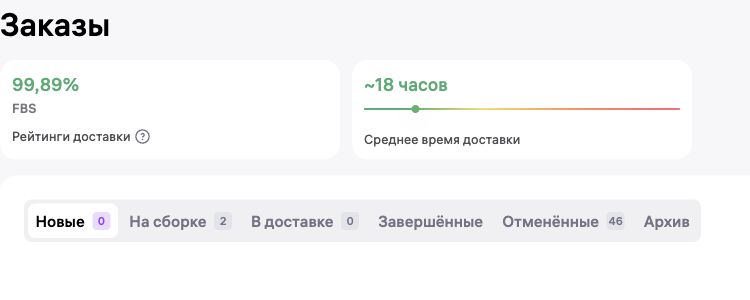 Заказы
99,89%
FBS
Рейтинги доставки ?
~18 часов
Среднее время доставки
Новые 0 На сборке 2 В доставке 0 Завершённые Отменённые 46 Архив